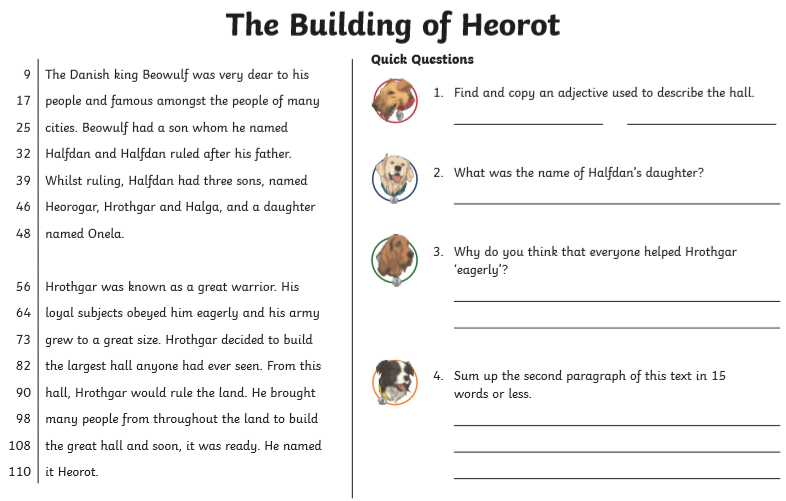 The Building of Heorot
9 The Danish king Beowulf was very dear to his
17 people and famous amongst the people of many
25 cities. Beowulf had a son whom he named
32 Halfdan and Halfdan ruled after his father.
39 Whilst ruling, Halfdan had three sons, named
46 Heorogar, Hrothgar and Halga, and a daughter
48 named Onela.
56 Hrothgar was known as a great warrior. His
64 loyal subjects obeyed him eagerly and his army
73 grew to a great size. Hrothgar decided to build
82 the largest hall anyone had ever seen. From this
90 hall, Hrothgar would rule the land. He brought
98 many people from throughout the land to build
108 the great hall and soon, it was ready. He named
110 it Heorot.
Quick Questions
1. Find and copy an adjective used to describe the hall.
2. What was the name of Halfdan’s daughter?
3. Why do you think that everyone helped Hrothgar
‘eagerly’?
4. Sum up the second paragraph of this text in 15
words or less.